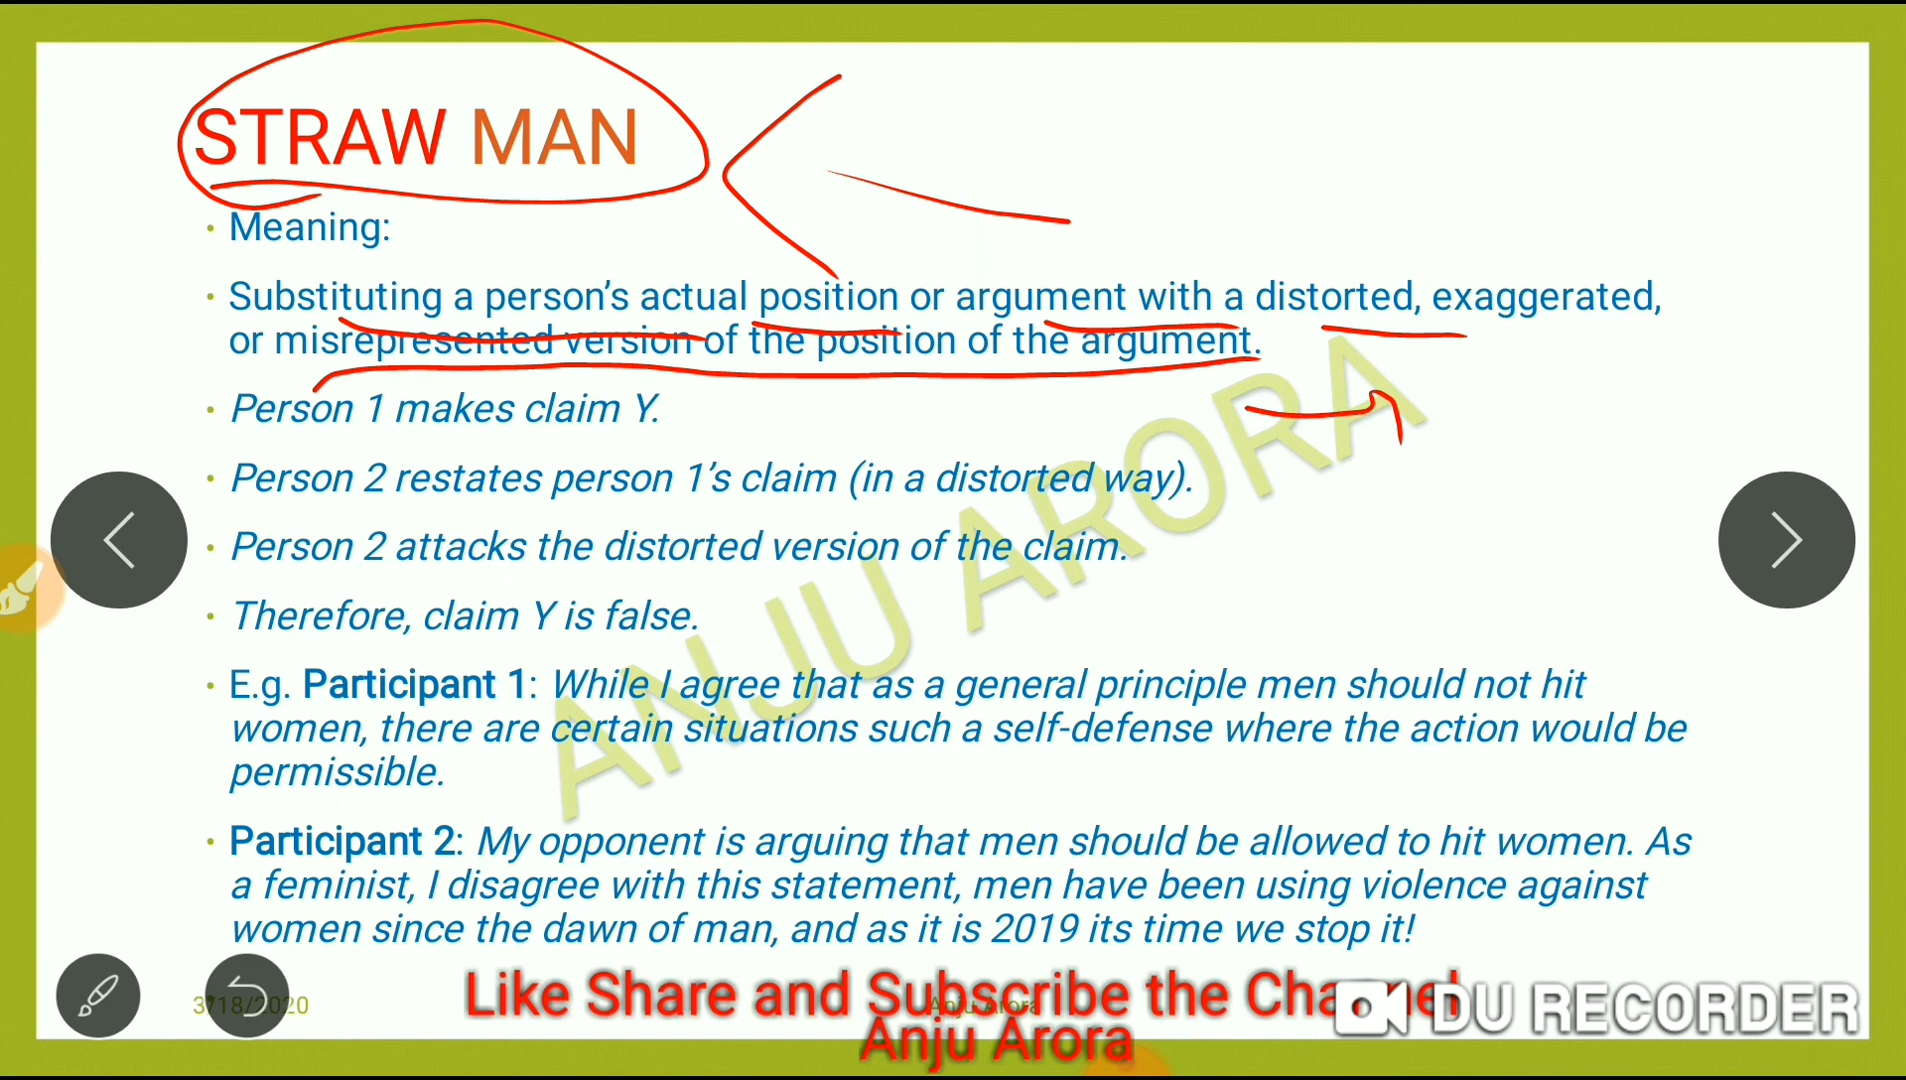 STRAW MAN
• Meaning:
• Substituting a person’s actual position or argument with a distorted, exaggerated,
or misrepresented version of the position of the argument.
• Person 1 makes claim Y.
• Person 2 restates person 1’s claim (in a distorted way).
• Person 2 attacks the distorted version of the claim.
• Therefore, claim Y is false.
• E.g. Participant 1: While I agree that as a general principle men should not hit
women, there are certain situations such a self-defense where the action would be
permissible.
• Participant 2: My opponent is arguing that men should be allowed to hit women. As
a feminist, I disagree with this statement, men have been using violence against
women since the dawn of man, and as it is 2019 its time we stop it!
ANJU ARORA
3/18/2020
Anju Arora
Like Share and Subscribe the Channel
Anju Arora
DU RECORDER